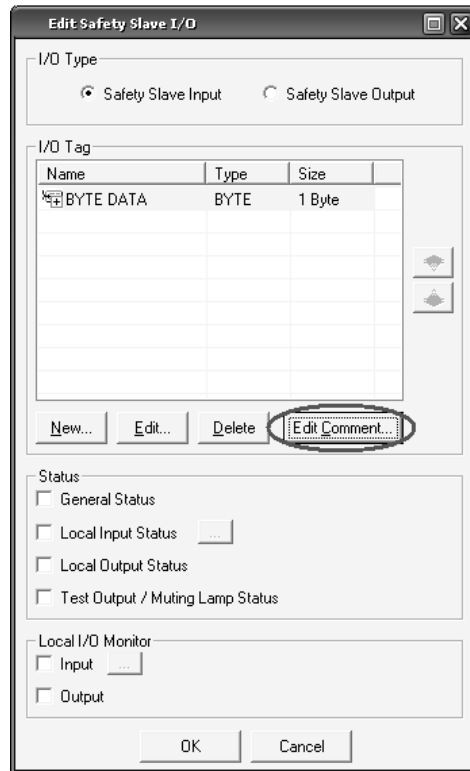 Edit Safety Slave I/O
I/O Type
Safety Slave Input Safety Slave Output
I/O Tag
Name Type Size
BYTE DATA BYTE 1 Byte
New... Edit... Delete Edit Comment...
Status
General Status
Local Input Status ...
Local Output Status
Test Output / Muting Lamp Status
Local I/O Monitor
Input ...
Output
OK Cancel